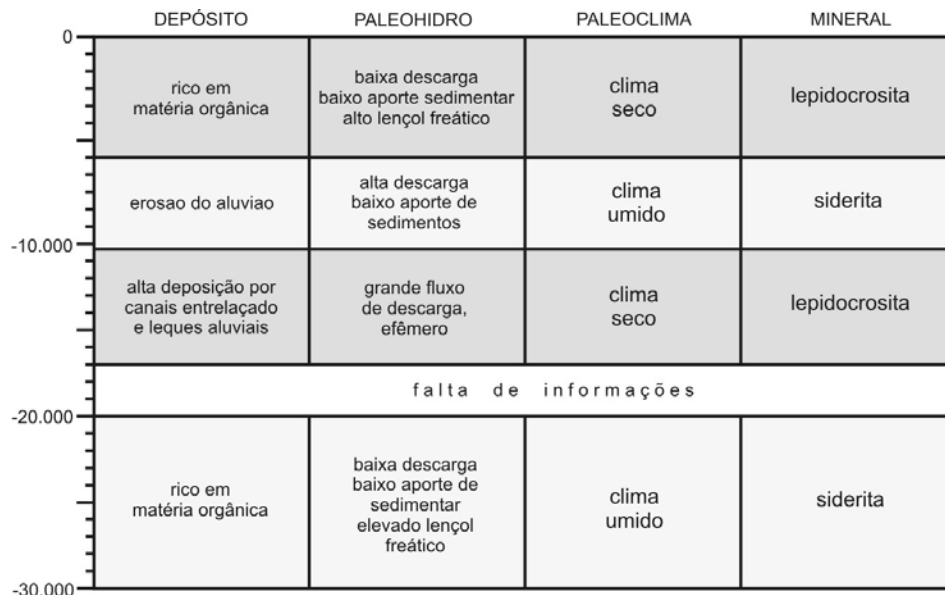 DEPÓSITO PALEOHIDRO PALEOCLIMA MINERAL
0
rico em
matéria orgânica
baixa descarga
baixo aporte sedimentar
alto lençol freático
clima
seco
lepidocrosita
erosao do aluviao
alta descarga
baixo aporte de
sedimentos
clima
umido
siderita
-10.000
alta deposição por
canais entrelaçado
e leques aluviais
grande fluxo
de descarga,
efêmero
clima
seco
lepidocrosita
falta de informações
-20.000
rico em
matéria orgânica
baixa descarga
baixo aporte de
sedimentar
elevado lençol
freático
clima
umido
siderita
-30.000